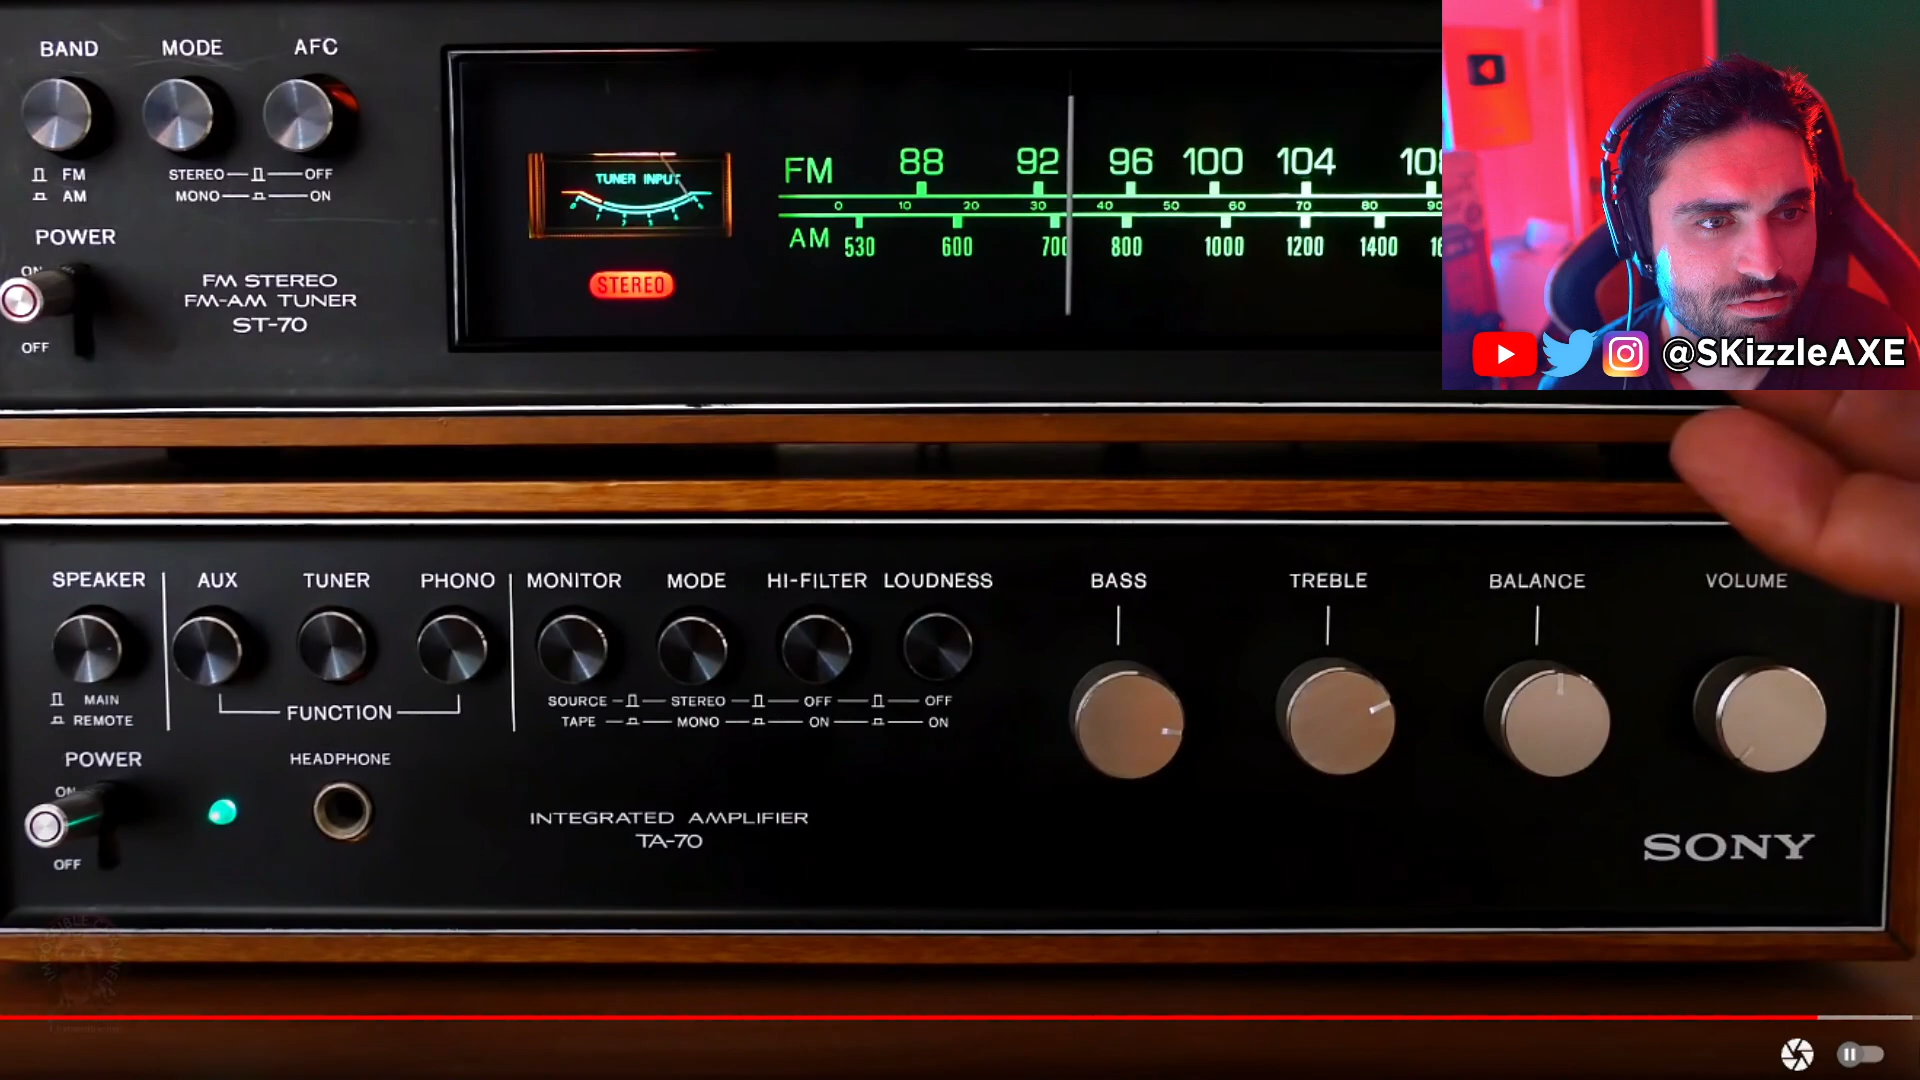 BAND MODE AFC
FM
AM
STEREO OFF
MONO ON
POWER
ON
OFF
FM STEREO
FM-AM TUNER
ST-70
TUNER INPUT
STEREO
FM 88 92 96 100 104
0 10 20 30 40 50 60 70 80
AM 530 600 700 800 1000 1200 1400
@SKizzleAXE
SPEAKER AUX TUNER PHONO MONITOR MODE HI-FILTER LOUDNESS BASS TREBLE BALANCE VOLUME
MAIN
REMOTE
FUNCTION
SOURCE STEREO OFF OFF
TAPE MONO ON ON
POWER
ON
OFF
HEADPHONE
INTEGRATED AMPLIFIER
TA-70
SONY